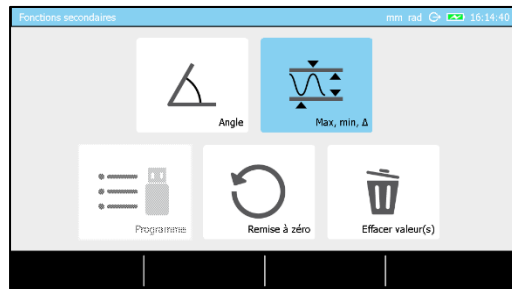 Fonctions secondaires mm rad 16:14:40
Angle Max, min, Δ
Programme Remise à zéro Effacer valeur(s)